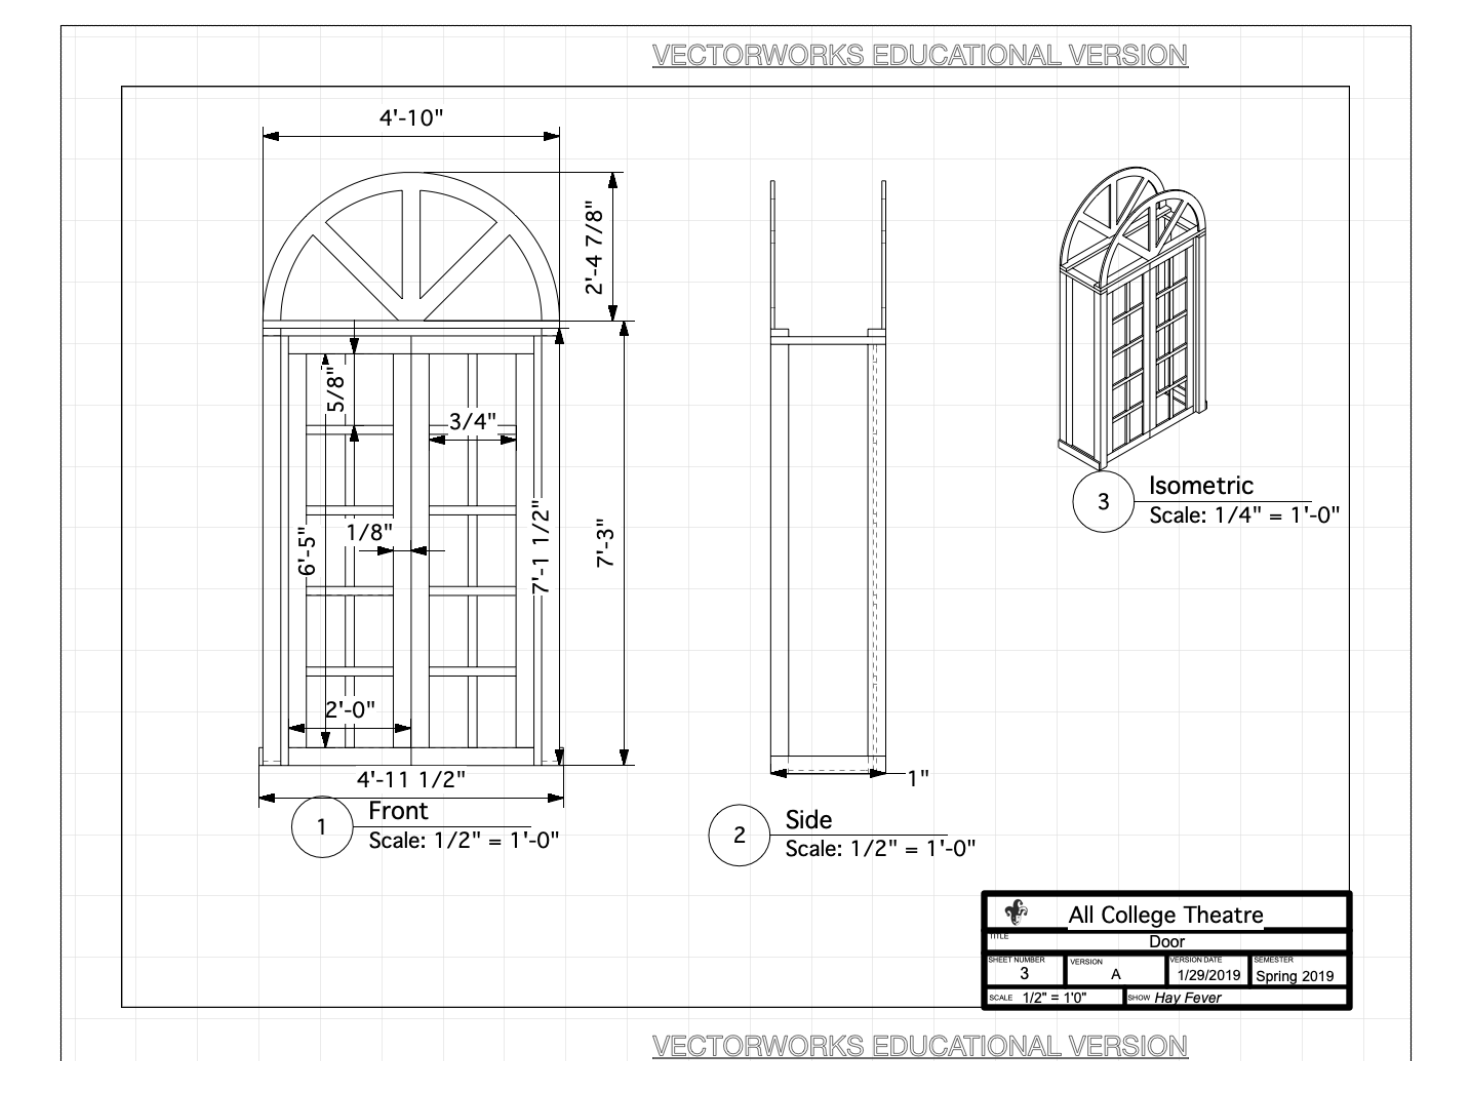 VECTORWORKS EDUCATIONAL VERSION
4'-10"
2'-4 7/8"
5/8"
3/4"
6'-5"
1/8"
7'-1 1/2"
7'-3"
2'-0"
4'-11 1/2"
1 Front
Scale: 1/2" = 1'-0"
1"
2 Side
Scale: 1/2" = 1'-0"
3 Isometric
Scale: 1/4" = 1'-0"
All College Theatre
TITLE Door
SHEET NUMBER 3 VERSION A VERSION DATE 1/29/2019 SEMESTER Spring 2019
SCALE 1/2" = 1'0" SHOW Hay Fever
VECTORWORKS EDUCATIONAL VERSION